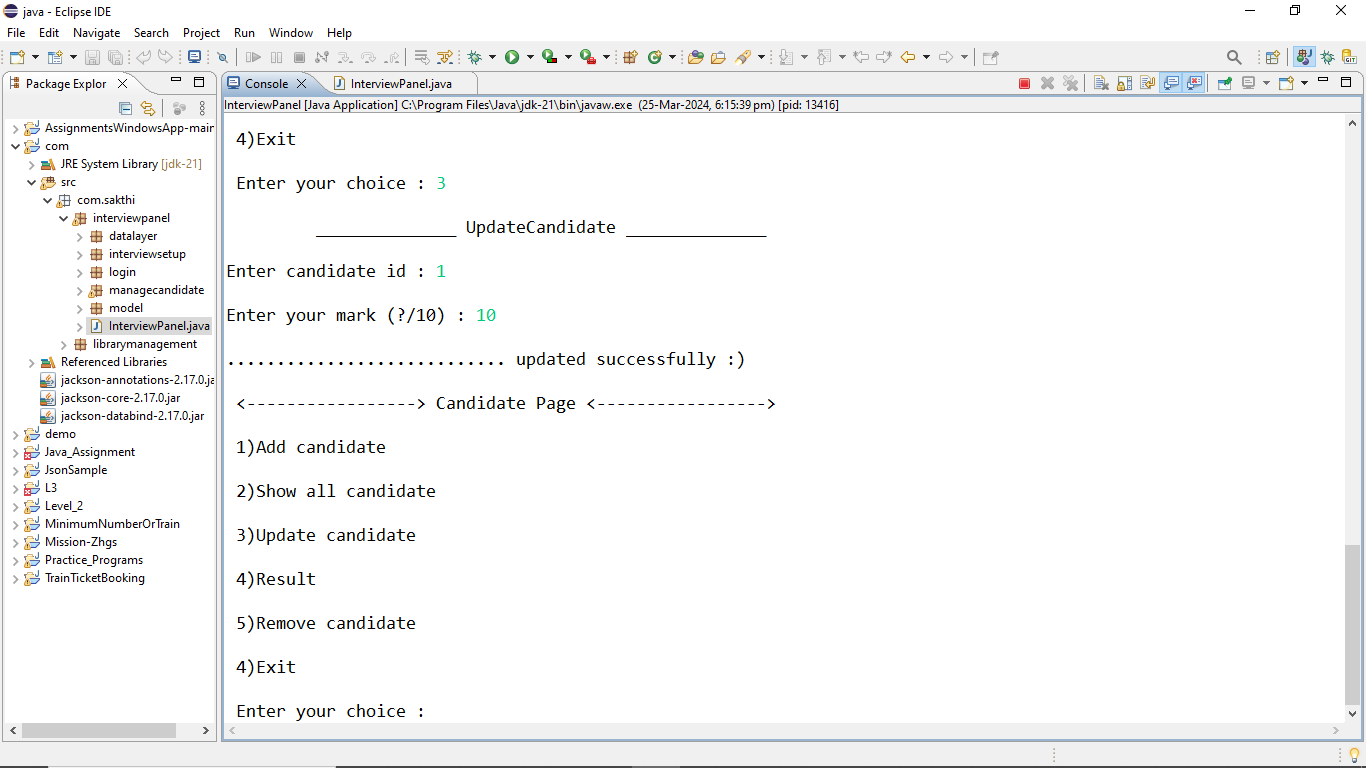 java - Eclipse IDE
File Edit Navigate Search Project Run Window Help
Package Explor
Console
InterviewPanel.java
InterviewPanel [Java Application] C:\Program Files\Java\jdk-21\bin\javaw.exe (25-Mar-2024, 6:15:39 pm) [pid: 13416]
AssignmentsWindowsApp-mair
com
JRE System Library [jdk-21]
src
com.sakthi
interviewpanel
datalayer
interviewsetup
login
managecandidate
model
InterviewPanel.java
librarymanagement
Referenced Libraries
jackson-annotations-2.17.0.ja
jackson-core-2.17.0.jar
jackson-databind-2.17.0.jar
demo
Java_Assignment
JsonSample
L3
Level_2
MinimumNumberOrTrain
Mission-Zhgs
Practice_Programs
TrainTicketBooking
4)Exit
Enter your choice : 3
______________ UpdateCandidate ______________
Enter candidate id : 1
Enter your mark (?/10) : 10
............................ updated successfully :)
<-----------------> Candidate Page <----------------->
1)Add candidate
2)Show all candidate
3)Update candidate
4)Result
5)Remove candidate
4)Exit
Enter your choice :